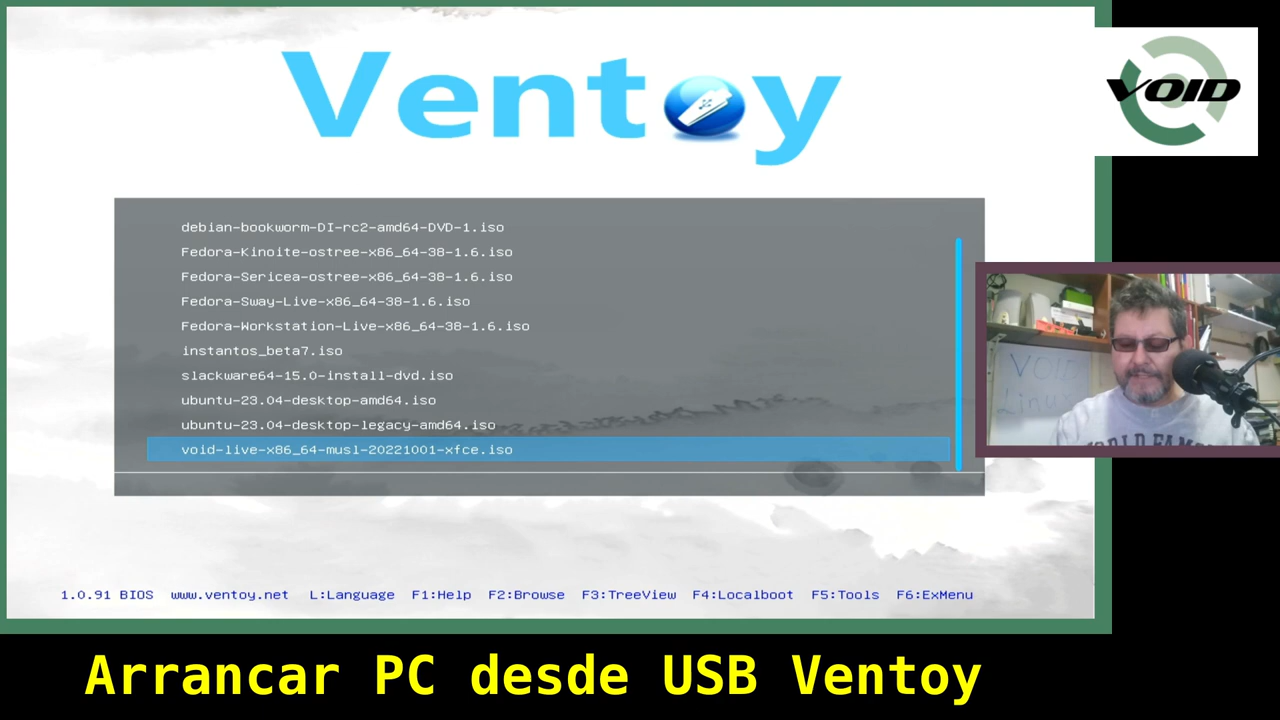 Ventoy
VOID
debian-bookworm-DI-rc2-amd64-DVD-1.iso
Fedora-Kinoite-ostree-x86_64-38-1.6.iso
Fedora-Sericea-ostree-x86_64-38-1.6.iso
Fedora-Sway-Live-x86_64-38-1.6.iso
Fedora-Workstation-Live-x86_64-38-1.6.iso
instantos_beta7.iso
slackware64-15.0-install-dvd.iso
ubuntu-23.04-desktop-amd64.iso
ubuntu-23.04-desktop-legacy-amd64.iso
void-live-x86_64-musl-20221001-xfce.iso
VOID
Linux
WORLD FAM
1.0.91 BIOS www.ventoy.net L:Language F1:Help F2:Browse F3:TreeView F4:Localboot F5:Tools F6:ExMenu
Arrancar PC desde USB Ventoy